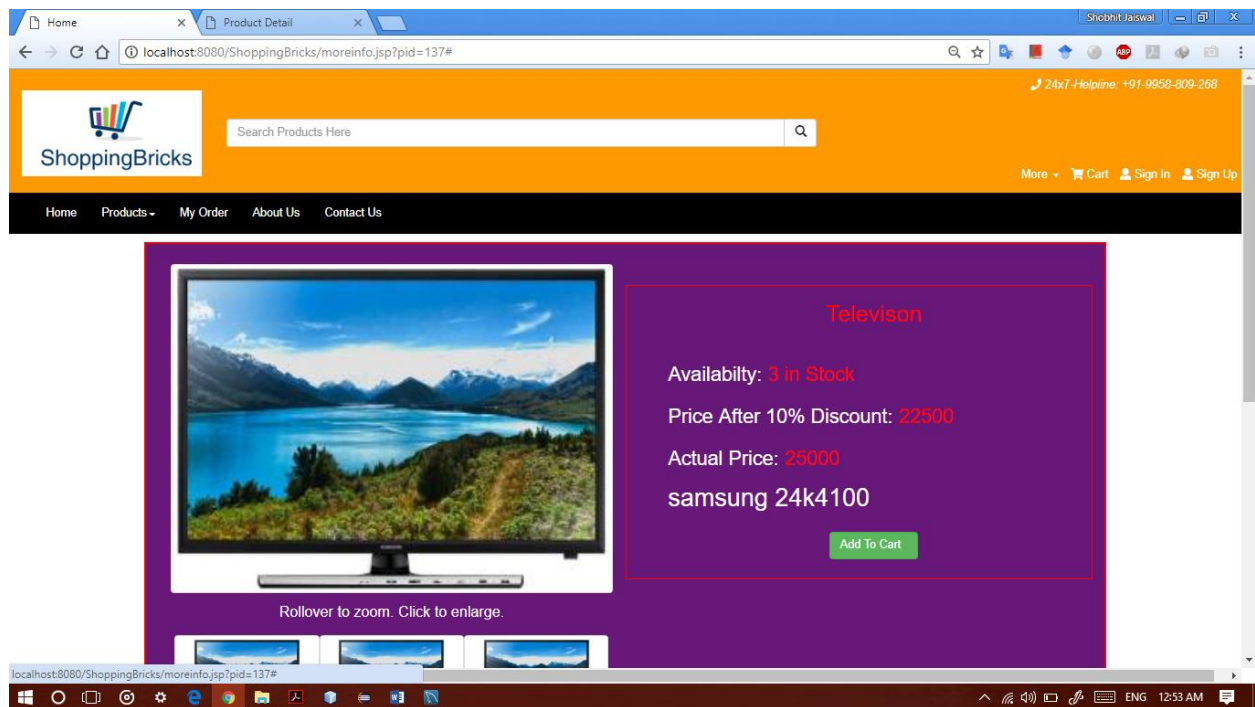 Home
Product Detail
Shobhit Jaiswal
localhost:8080/ShoppingBricks/moreinfo.jsp?pid=137#
ABP
24x7-Helpline: +91-9958-809-268
ShoppingBricks
Search Products Here
More Cart Sign In Sign Up
Home Products My Order About Us Contact Us
Televison
Availabilty: 3 in Stock
Price After 10% Discount: 22500
Actual Price: 25000
samsung 24k4100
Add To Cart
Rollover to zoom. Click to enlarge.
localhost:8080/ShoppingBricks/moreinfo.jsp?pid=137#
ENG 12:53 AM